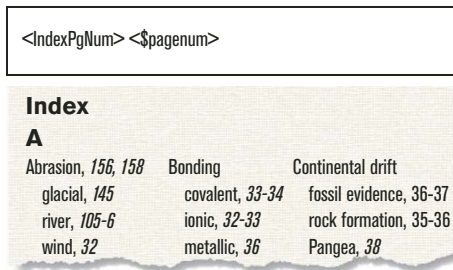 <IndexPgNum> <$pagenum>
Index
A
Abrasion, 156, 158
glacial, 145
river, 105-6
wind, 32
Bonding
covalent, 33-34
ionic, 32-33
metallic, 36
Continental drift
fossil evidence, 36-37
rock formation, 35-36
Pangea, 38